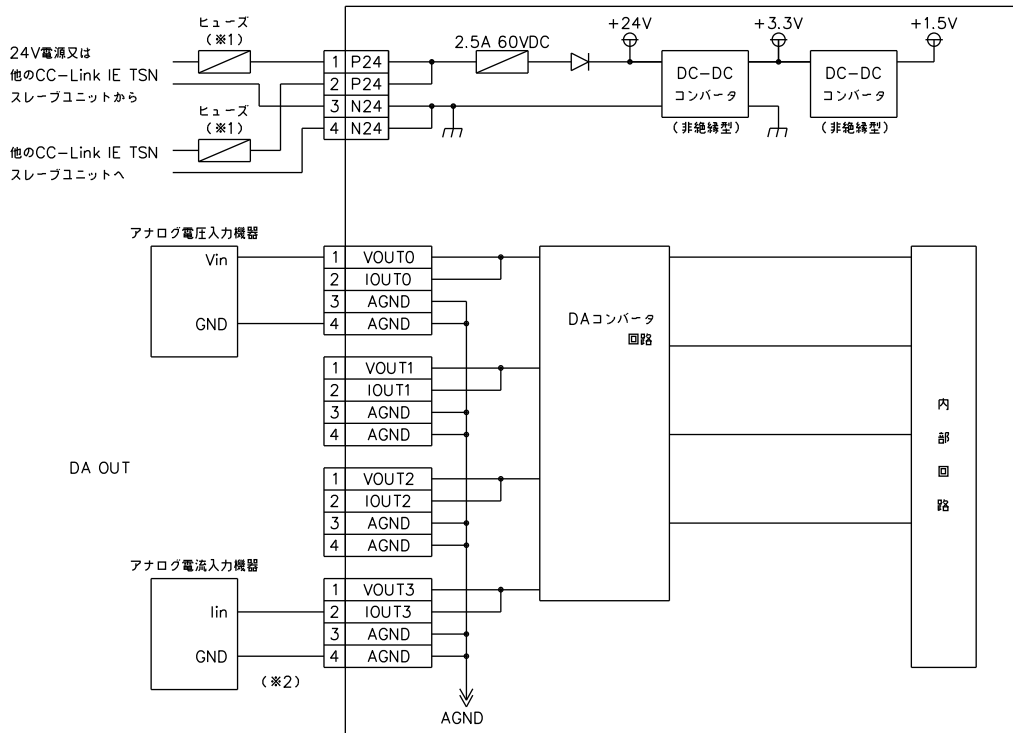 ヒューズ
(※1)
24V電源又は
他のCC-Link IE TSN
スレーブユニットから
ヒューズ
(※1)
他のCC-Link IE TSN
スレーブユニットへ
1 P24
2 P24
3 N24
4 N24
2.5A 60VDC
+24V
DC-DC
コンバータ
(非絶縁型)
+3.3V
DC-DC
コンバータ
(非絶縁型)
+1.5V
アナログ電圧入力機器
Vin
GND
1 VOUT0
2 IOUT0
3 AGND
4 AGND
1 VOUT1
2 IOUT1
3 AGND
4 AGND
DA OUT
1 VOUT2
2 IOUT2
3 AGND
4 AGND
アナログ電流入力機器
Iin
GND
(※2)
1 VOUT3
2 IOUT3
3 AGND
4 AGND
AGND
DAコンバータ
回路
内
部
回
路